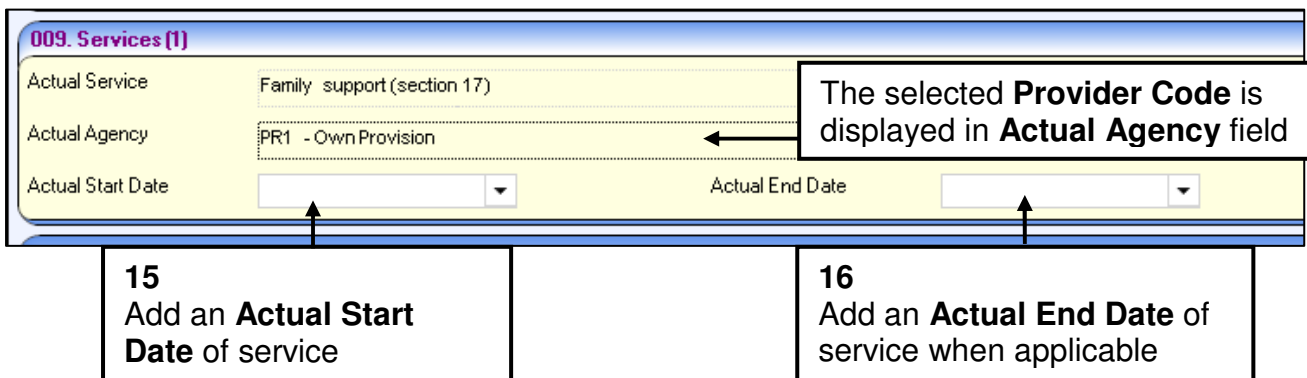 009. Services (1)
Actual Service Family support (section 17)
The selected Provider Code is
displayed in Actual Agency field
Actual Agency PR1 - Own Provision
Actual Start Date Actual End Date
15
Add an Actual Start
Date of service
16
Add an Actual End Date of
service when applicable